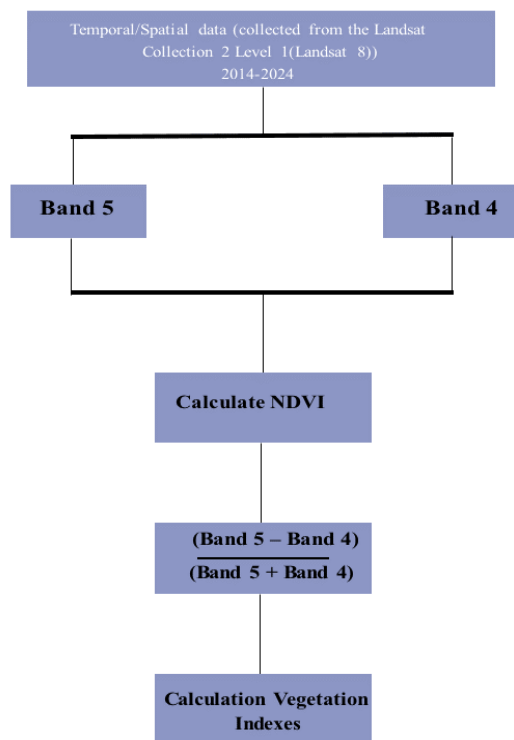 Temporal/Spatial data (collected from the Landsat
Collection 2 Level 1(Landsat 8))
2014-2024
Band 5
Band 4
Calculate NDVI
(Band 5 – Band 4)
(Band 5 + Band 4)
Calculation Vegetation
Indexes